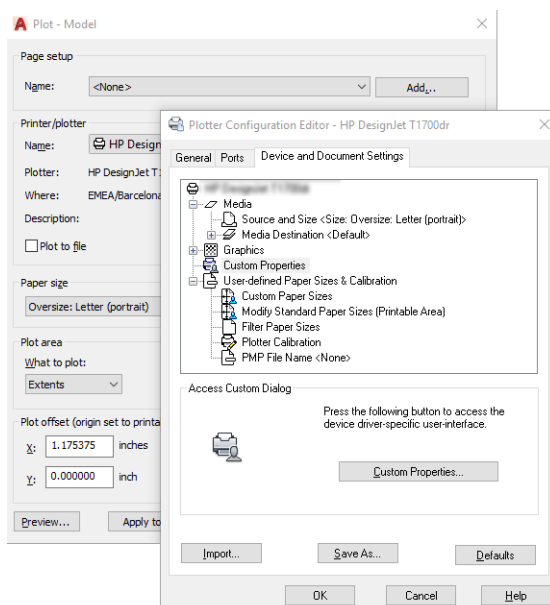 Plot - Model
Page setup
Name:
<None>
Add...
Printer/plotter
Name:
HP Design
Plotter:
HP DesignJet T
Where:
EMEA/Barcelona
Description:
Plot to file
Paper size
Oversize: Letter (portrait)
Plot area
What to plot:
Extents
Plot offset (origin set to printa
X:
1.175375
inches
Y:
0.000000
inch
Preview...
Apply to
Plotter Configuration Editor - HP DesignJet T1700dr
General
Ports
Device and Document Settings
Media
Source and Size <Size: Oversize: Letter (portrait)>
Media Destination <Default>
Graphics
Custom Properties
User-defined Paper Sizes & Calibration
Custom Paper Sizes
Modify Standard Paper Sizes (Printable Area)
Filter Paper Sizes
Plotter Calibration
PMP File Name <None>
Access Custom Dialog
Press the following button to access the
device driver-specific user-interface.
Custom Properties...
Import...
Save As...
Defaults
OK
Cancel
Help